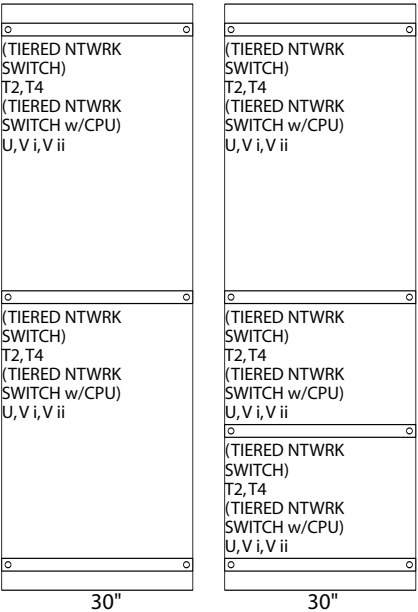 (TIERED NTWRK
SWITCH)
T2,T4
(TIERED NTWRK
SWITCH w/CPU)
U,V i,V ii
(TIERED NTWRK
SWITCH)
T2,T4
(TIERED NTWRK
SWITCH w/CPU)
U,V i,V ii
30"
(TIERED NTWRK
SWITCH)
T2,T4
(TIERED NTWRK
SWITCH w/CPU)
U,V i,V ii
(TIERED NTWRK
SWITCH)
T2,T4
(TIERED NTWRK
SWITCH w/CPU)
U,V i,V ii
(TIERED NTWRK
SWITCH)
T2,T4
(TIERED NTWRK
SWITCH w/CPU)
U,V i,V ii
30"